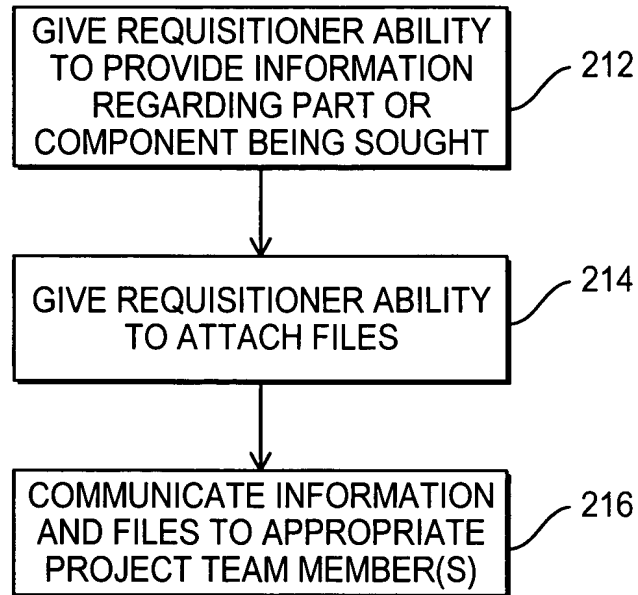 GIVE REQUISITIONER ABILITY
TO PROVIDE INFORMATION
REGARDING PART OR
COMPONENT BEING SOUGHT
212
GIVE REQUISITIONER ABILITY
TO ATTACH FILES
214
COMMUNICATE INFORMATION
AND FILES TO APPROPRIATE
PROJECT TEAM MEMBER(S)
216